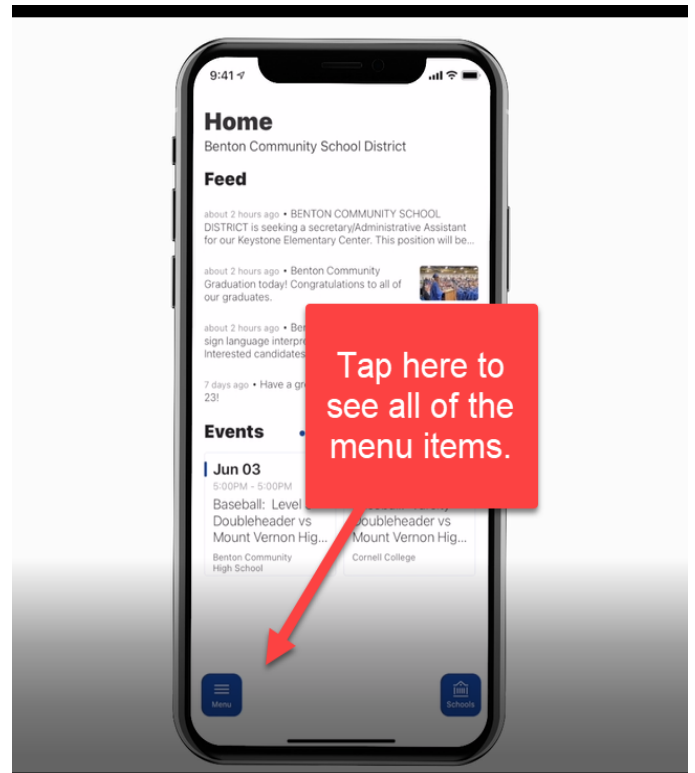 9:41
Home
Benton Community School District
Feed
about 2 hours ago • BENTON COMMUNITY SCHOOL
DISTRICT is seeking a secretary/Administrative Assistant
for our Keystone Elementary Center. This position will be...
about 2 hours ago • Benton Community
Graduation today! Congratulations to all of
our graduates.
about 2 hours ago •
sign language
Interested candidates
7 days ago • Have a
23!
Tap here to
see all of the
menu items.
Events
Jun 03
5:00PM - 5:00PM
Baseball: Level
Doubleheader vs
Mount Vernon Hig...
Benton Community
High School
Doubleheader vs
Mount Vernon Hig...
Cornell College
Menu
Schools